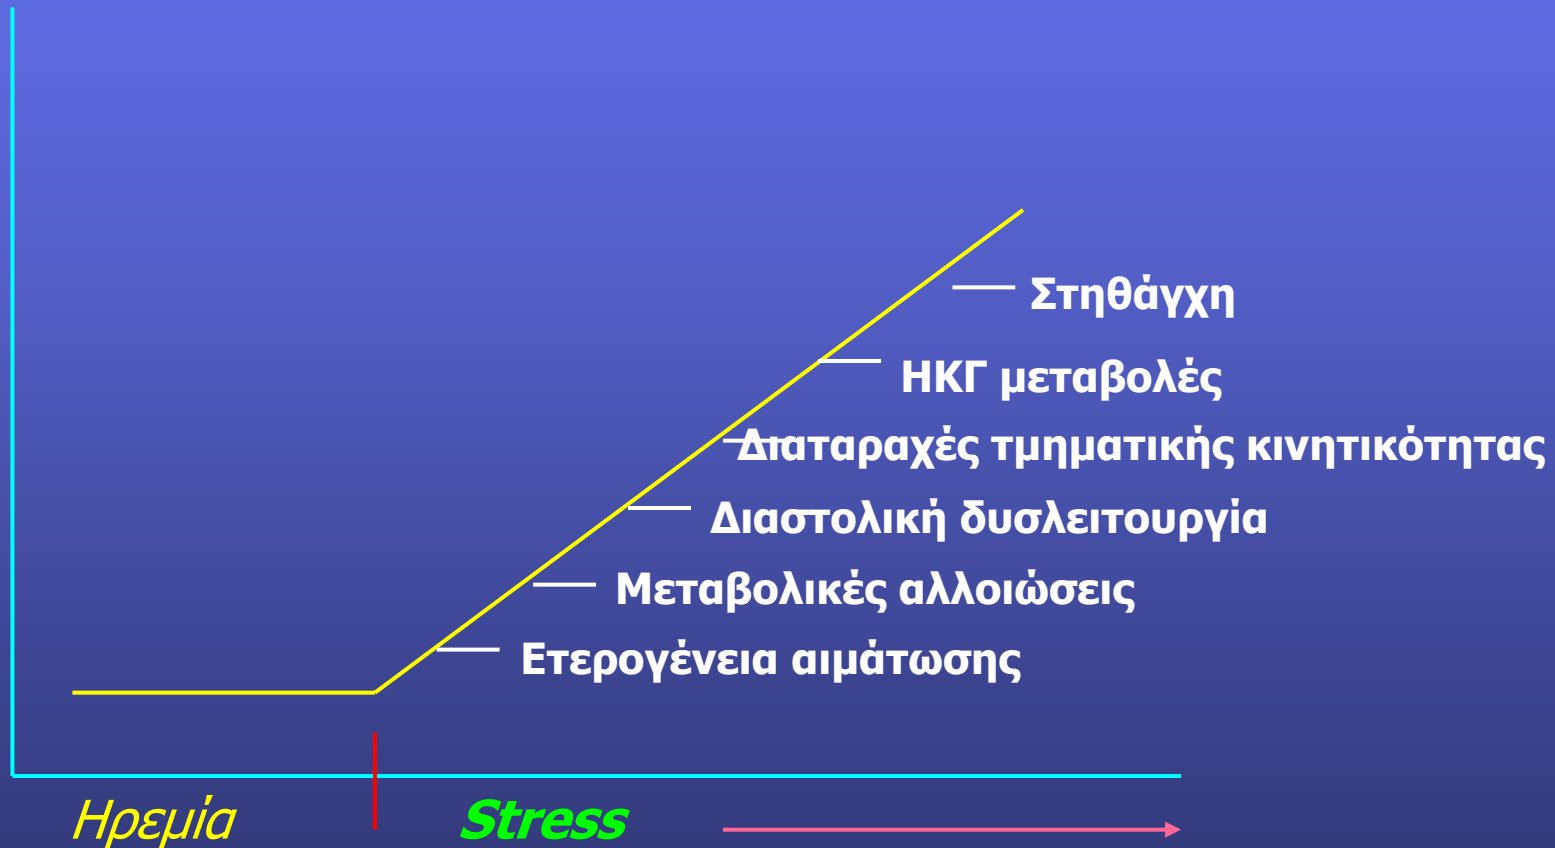 Στηθάγχη
ΗΚΓ μεταβολές
Διαταραχές τμηματικής κινητικότητας
Διαστολική δυσλειτουργία
Μεταβολικές αλλοιώσεις
Ετερογένεια αιμάτωσης
Ηρεμία
Stress